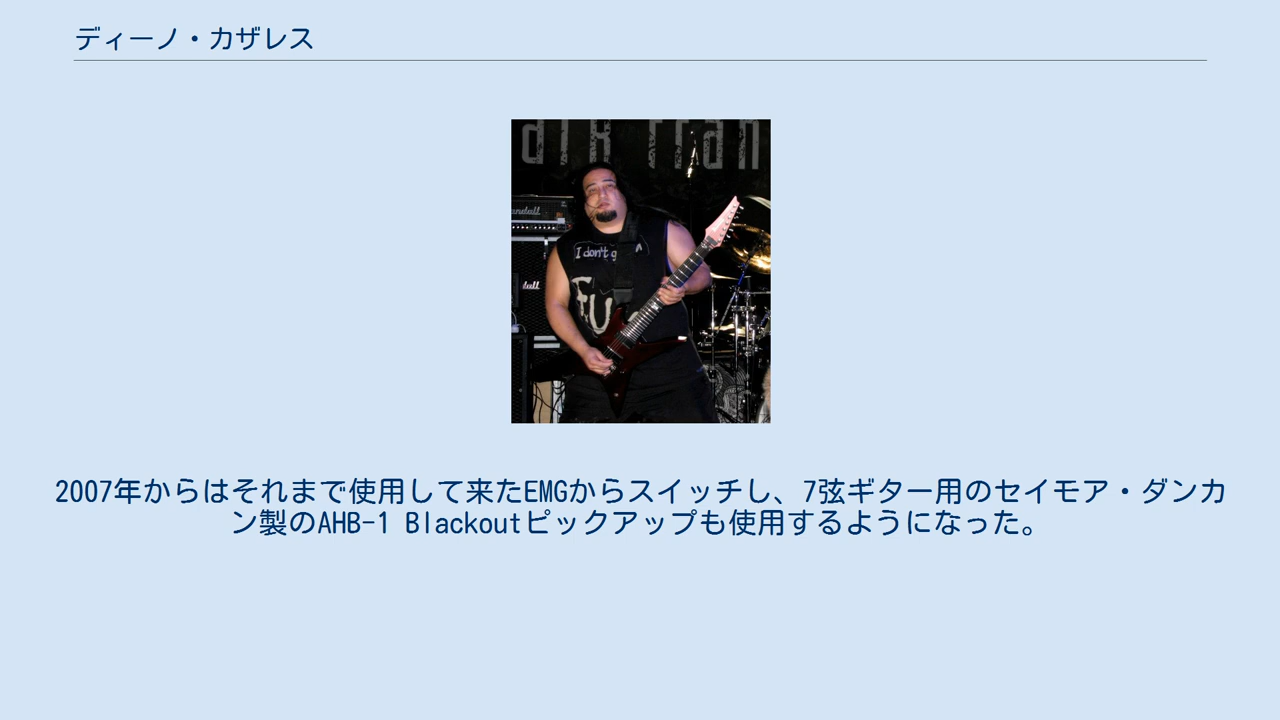 ディーノ・カザレス
I don't g
FU
2007年からはそれまで使用して来たEMGからスイッチし、7弦ギター用のセイモア・ダンカ
ン製のAHB-1 Blackoutピックアップも使用するようになった。